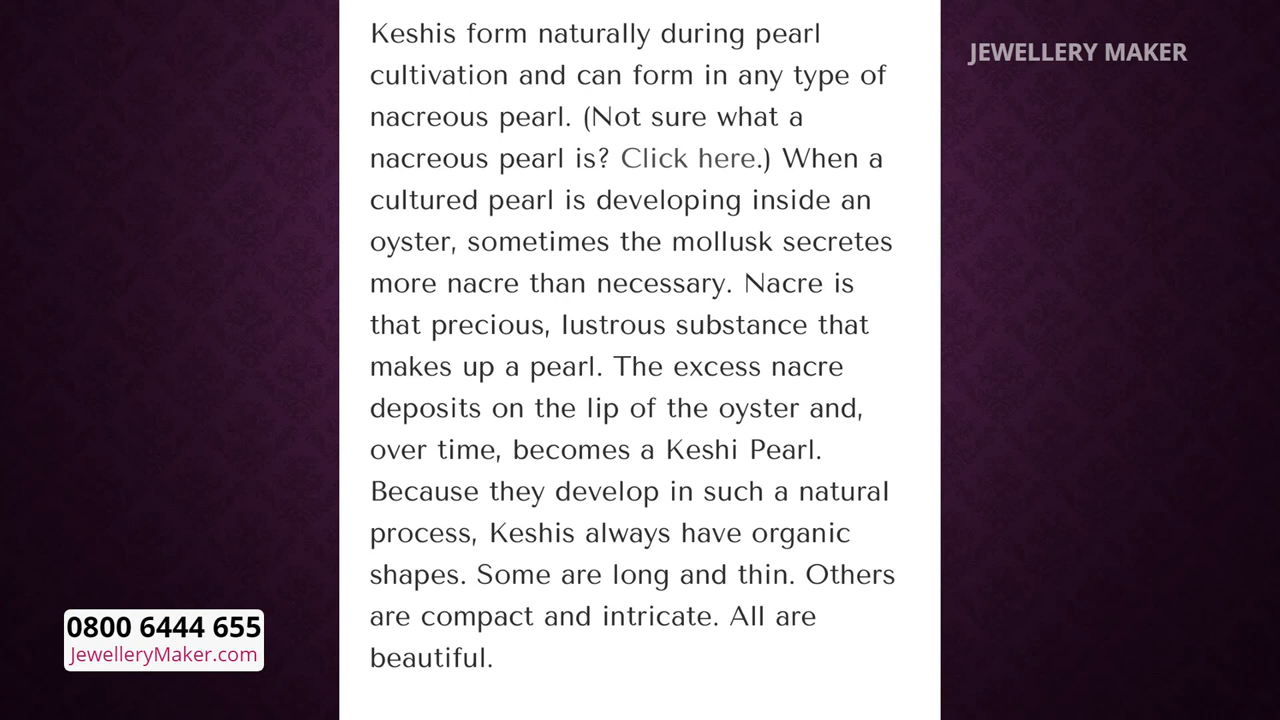 Keshis form naturally during pearl
cultivation and can form in any type of
nacreous pearl. (Not sure what a
nacreous pearl is? Click here.) When a
cultured pearl is developing inside an
oyster, sometimes the mollusk secretes
more nacre than necessary. Nacre is
that precious, lustrous substance that
makes up a pearl. The excess nacre
deposits on the lip of the oyster and,
over time, becomes a Keshi Pearl.
Because they develop in such a natural
process, Keshis always have organic
shapes. Some are long and thin. Others
are compact and intricate. All are
beautiful.
JEWELLERY MAKER
0800 6444 655
JewelleryMaker.com